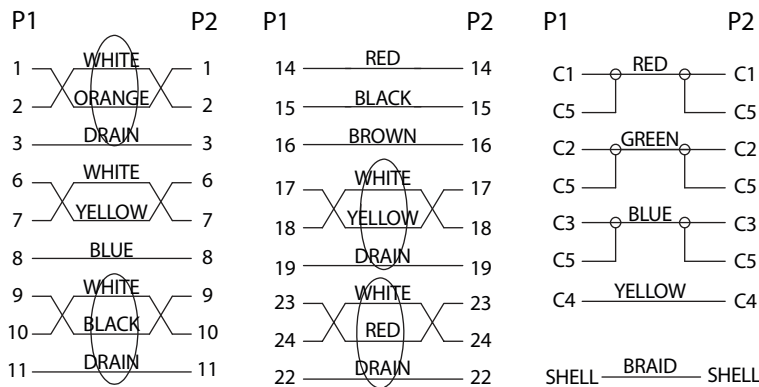 P1 P2
1 WHITE 1
2 ORANGE 2
3 DRAIN 3
6 WHITE 6
7 YELLOW 7
8 BLUE 8
9 WHITE 9
10 BLACK 10
11 DRAIN 11
P1 P2
14 RED 14
15 BLACK 15
16 BROWN 16
17 WHITE 17
18 YELLOW 18
19 DRAIN 19
23 WHITE 23
24 RED 24
22 DRAIN 22
P1 P2
C1 RED C1
C5 C5
C2 GREEN C2
C5 C5
C3 BLUE C3
C5 C5
C4 YELLOW C4
SHELL BRAID SHELL